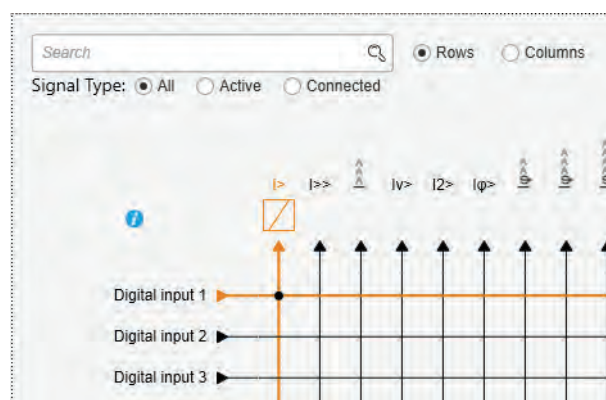 Search Rows Columns
Signal Type: All Active Connected
I> I>> I>>> Iv> I2> Iφ>
Digital input 1
Digital input 2
Digital input 3